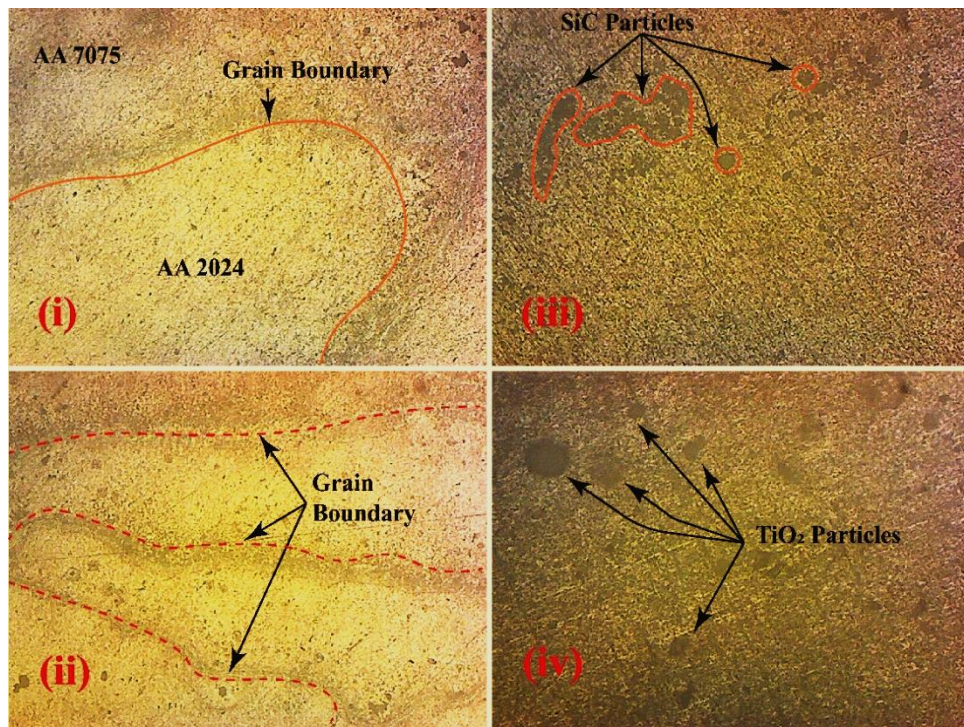 AA 7075
Grain Boundary
AA 2024
(i)
SiC Particles
(iii)
Grain
Boundary
(ii)
TiO₂ Particles
(iv)